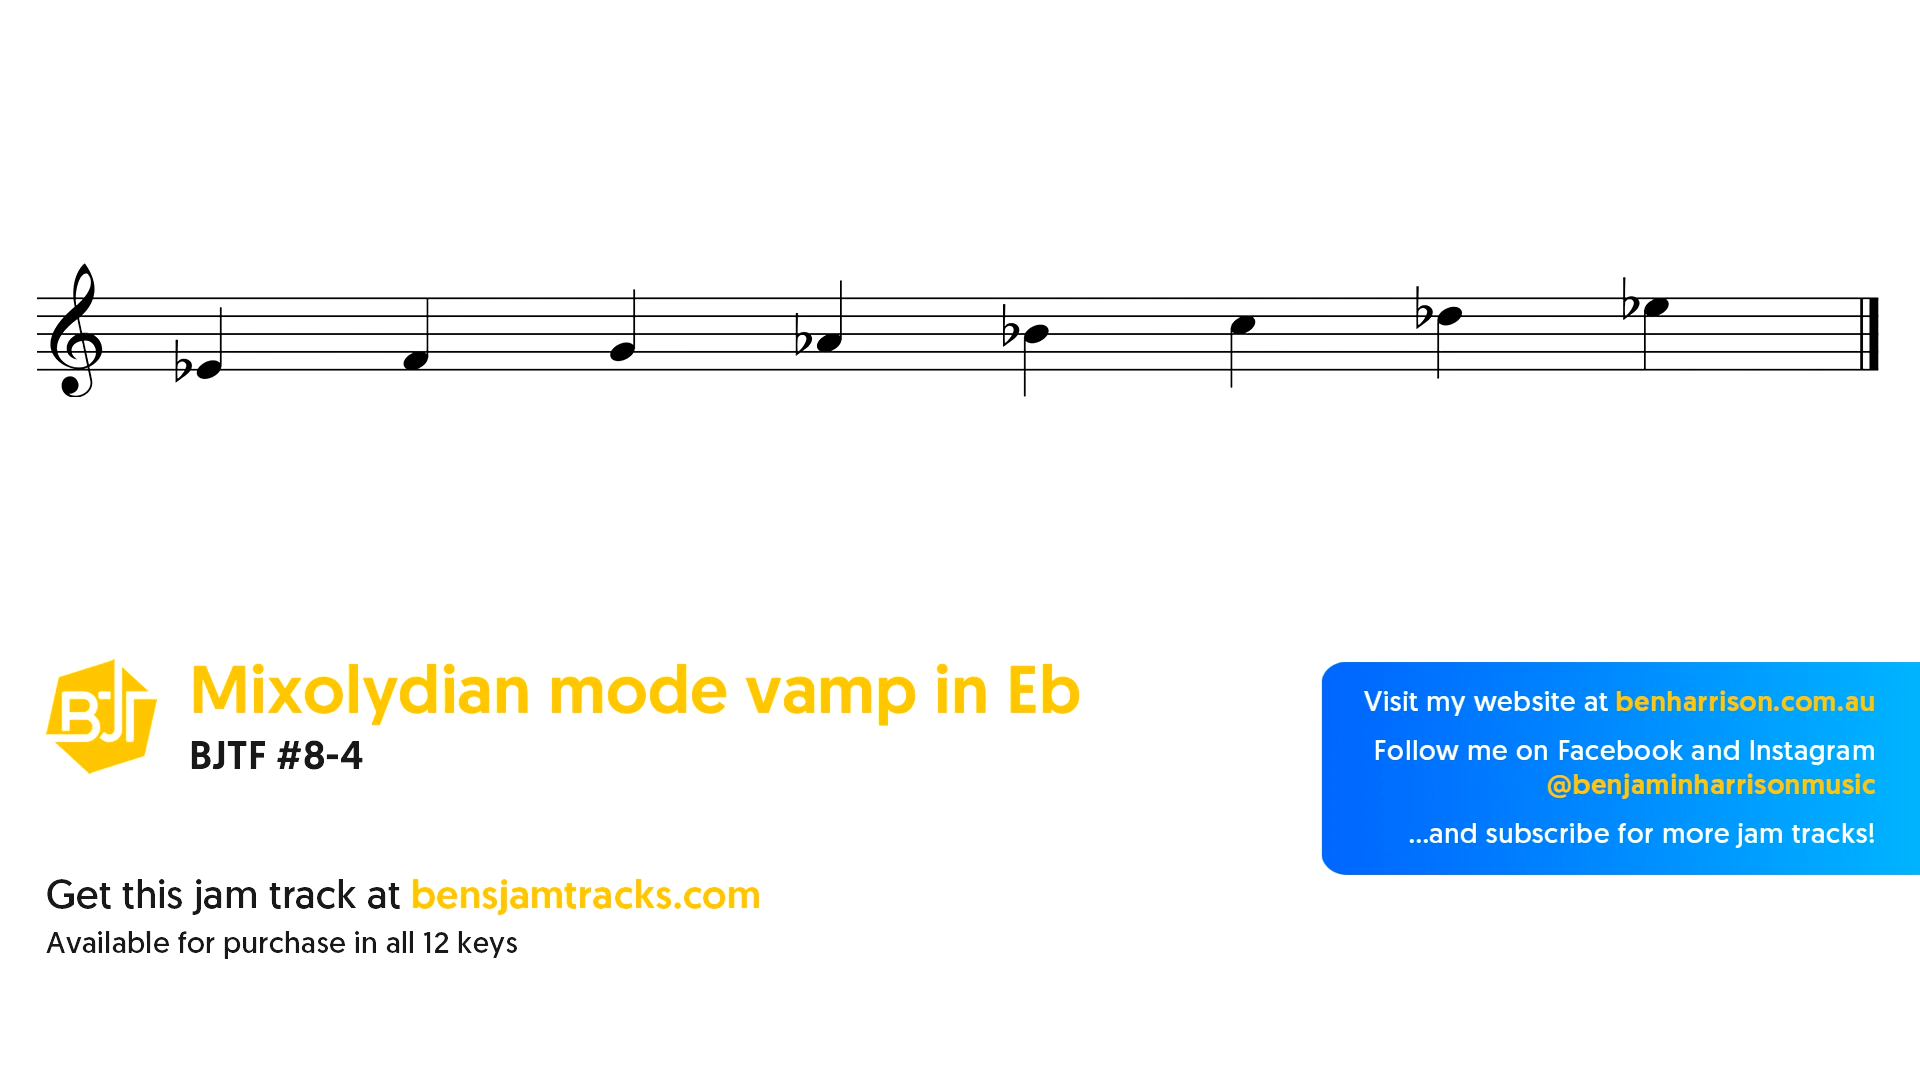 BJT
Mixolydian mode vamp in Eb
BJTF #8-4
Get this jam track at bensjamtracks.com
Available for purchase in all 12 keys
Visit my website at benharrison.com.au
Follow me on Facebook and Instagram
@benjaminharrisonmusic
...and subscribe for more jam tracks!